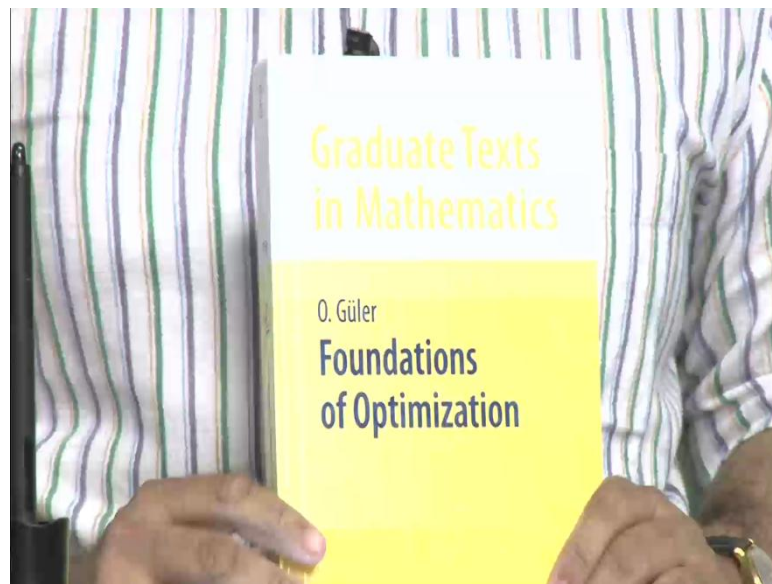 Graduate Texts
in Mathematics
O. Güler
Foundations
of Optimization